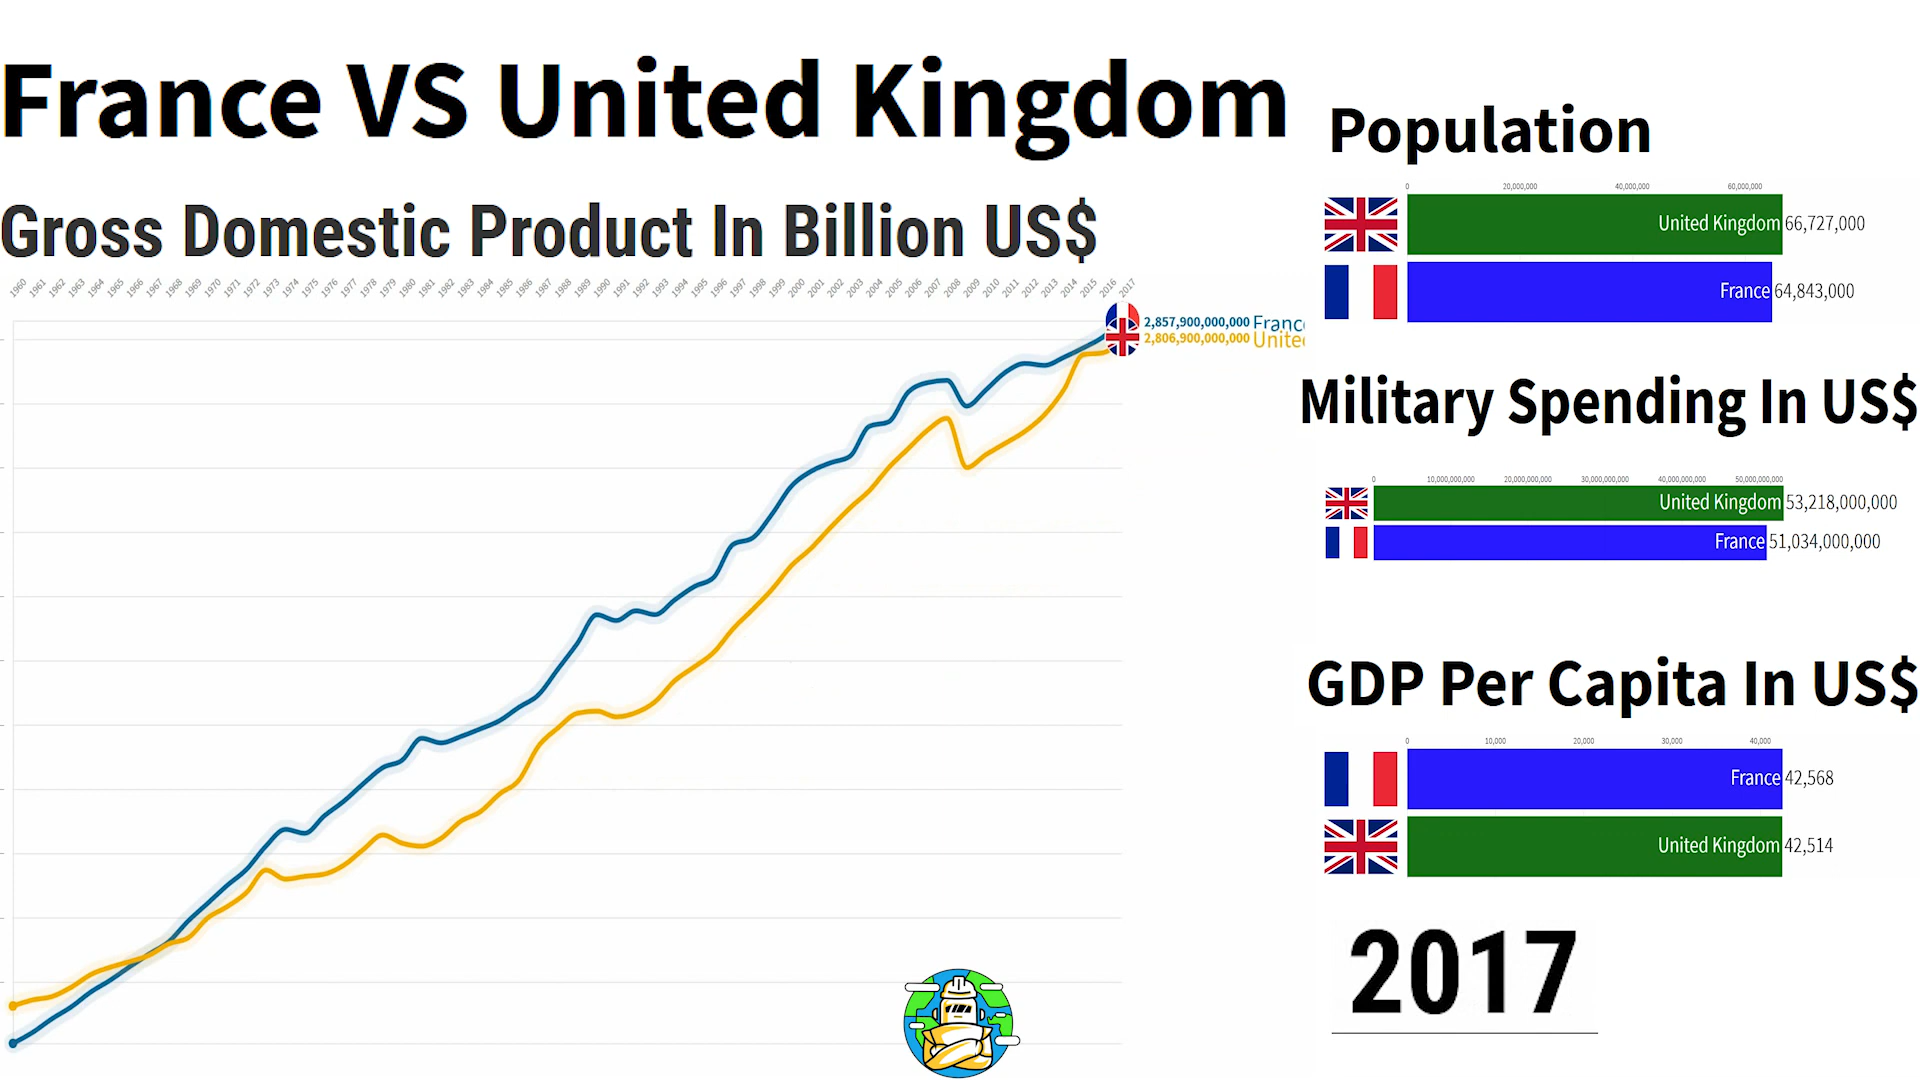 France VS United Kingdom
Gross Domestic Product In Billion US$
1960 1961 1962 1963 1964 1965 1966 1967 1968 1969 1970 1971 1972 1973 1974 1975 1976 1977 1978 1979 1980 1981 1982 1983 1984 1985 1986 1987 1988 1989 1990 1991 1992 1993 1994 1995 1996 1997 1998 1999 2000 2001 2002 2003 2004 2005 2006 2007 2008 2009 2010 2011 2012 2013 2014 2015 2016 2017
2,857,900,000,000 Franc
2,806,900,000,000 Unite
Population
0 20,000,000 40,000,000 60,000,000
United Kingdom 66,727,000
France 64,843,000
Military Spending In US$
0 10,000,000,000 20,000,000,000 30,000,000,000 40,000,000,000 50,000,000,000
United Kingdom 53,218,000,000
France 51,034,000,000
GDP Per Capita In US$
0 10,000 20,000 30,000 40,000
France 42,568
United Kingdom 42,514
2017